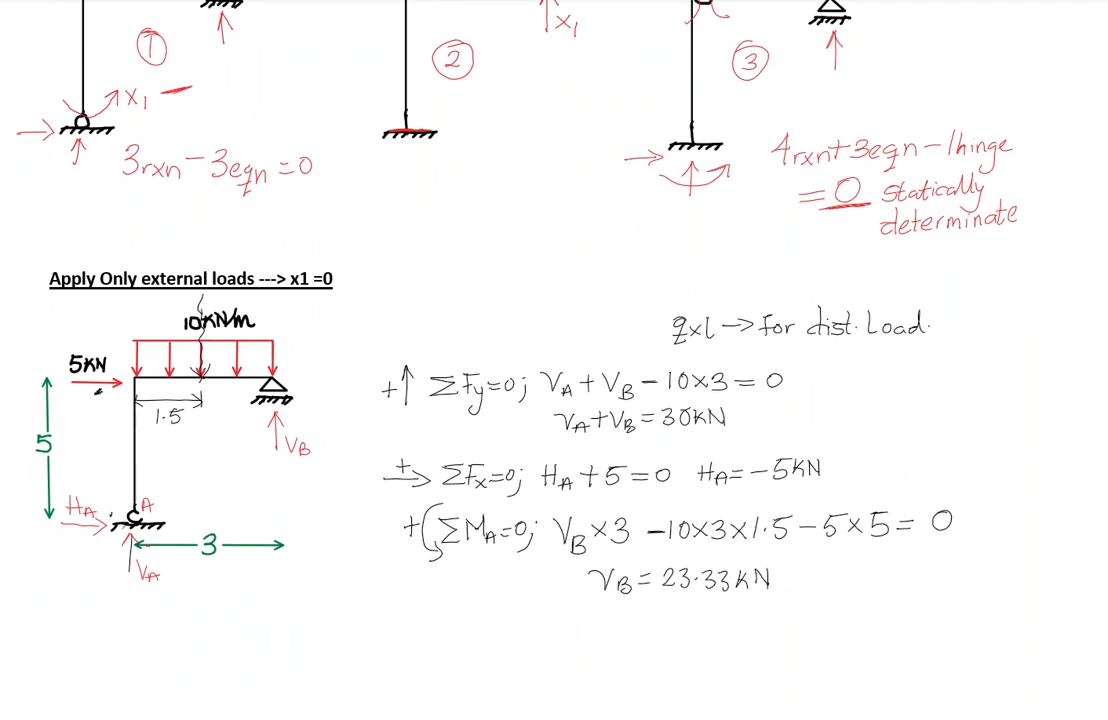 1
X1
3rxn - 3eqn = 0
2
X1
3
4rxn + 3eqn - 1hinge
= 0 statically
determinate
Apply Only external loads ---> x1 =0
10KN/m
5KN
1.5
5
VB
HA
A
3
VA
qxl → for dist. Load.
+↑ ΣFy=0; VA + VB - 10×3 = 0
VA+VB = 30KN
+→ ΣFx=0; HA + 5 = 0 HA = -5KN
+ ΣMA=0; VB × 3 - 10×3×1.5 - 5×5 = 0
VB = 23.33KN